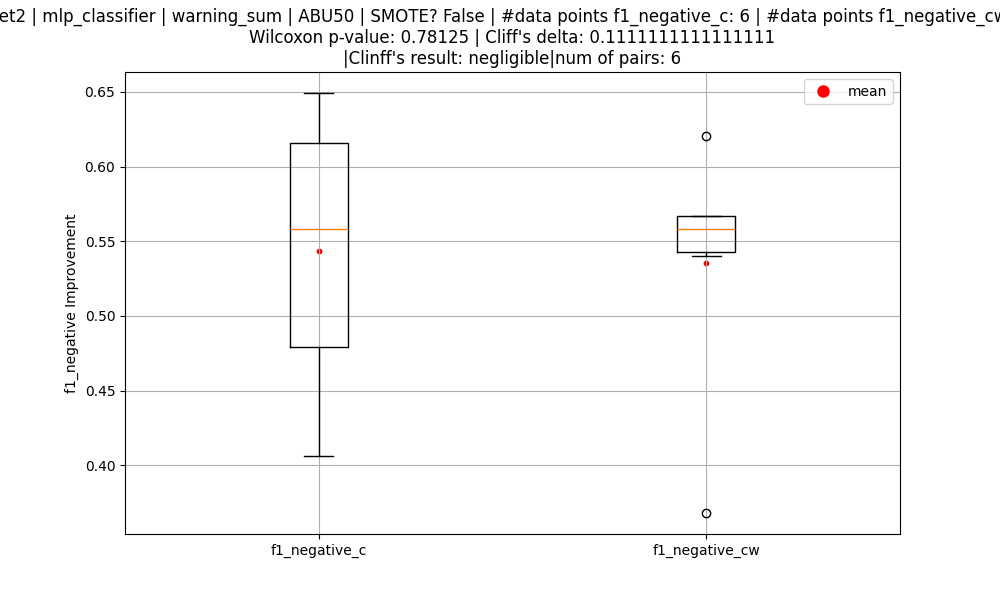 et2 | mlp_classifier | warning_sum | ABU50 | SMOTE? False | #data points f1_negative_c: 6 | #data points f1_negative_cw
Wilcoxon p-value: 0.78125 | Cliff's delta: 0.1111111111111111
|Clinff's result: negligible|num of pairs: 6
mean
0.65
0.60
0.55
0.50
0.45
0.40
f1_negative Improvement
f1_negative_c
f1_negative_cw